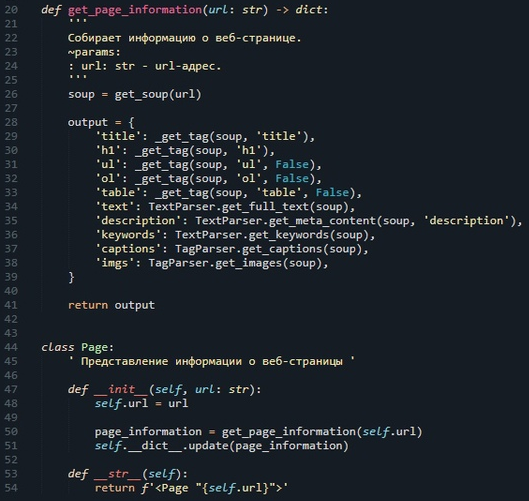 20 def get_page_information(url: str) -> dict:
21     '''
22     Собирает информацию о веб-странице.
23     ~params:
24     : url: str - url-адрес.
25     '''
26     soup = get_soup(url)
27
28     output = {
29         'title': _get_tag(soup, 'title'),
30         'h1': _get_tag(soup, 'h1'),
31         'ul': _get_tag(soup, 'ul', False),
32         'ol': _get_tag(soup, 'ol', False),
33         'table': _get_tag(soup, 'table', False),
34         'text': TextParser.get_full_text(soup),
35         'description': TextParser.get_meta_content(soup, 'description'),
36         'keywords': TextParser.get_keywords(soup),
37         'captions': TagParser.get_captions(soup),
38         'imgs': TagParser.get_images(soup),
39     }
40
41     return output
42
43
44 class Page:
45     ' Представление информации о веб-страницы '
46
47     def __init__(self, url: str):
48         self.url = url
49
50         page_information = get_page_information(self.url)
51         self.__dict__.update(page_information)
52
53     def __str__(self):
54         return f'<Page "{self.url}">'